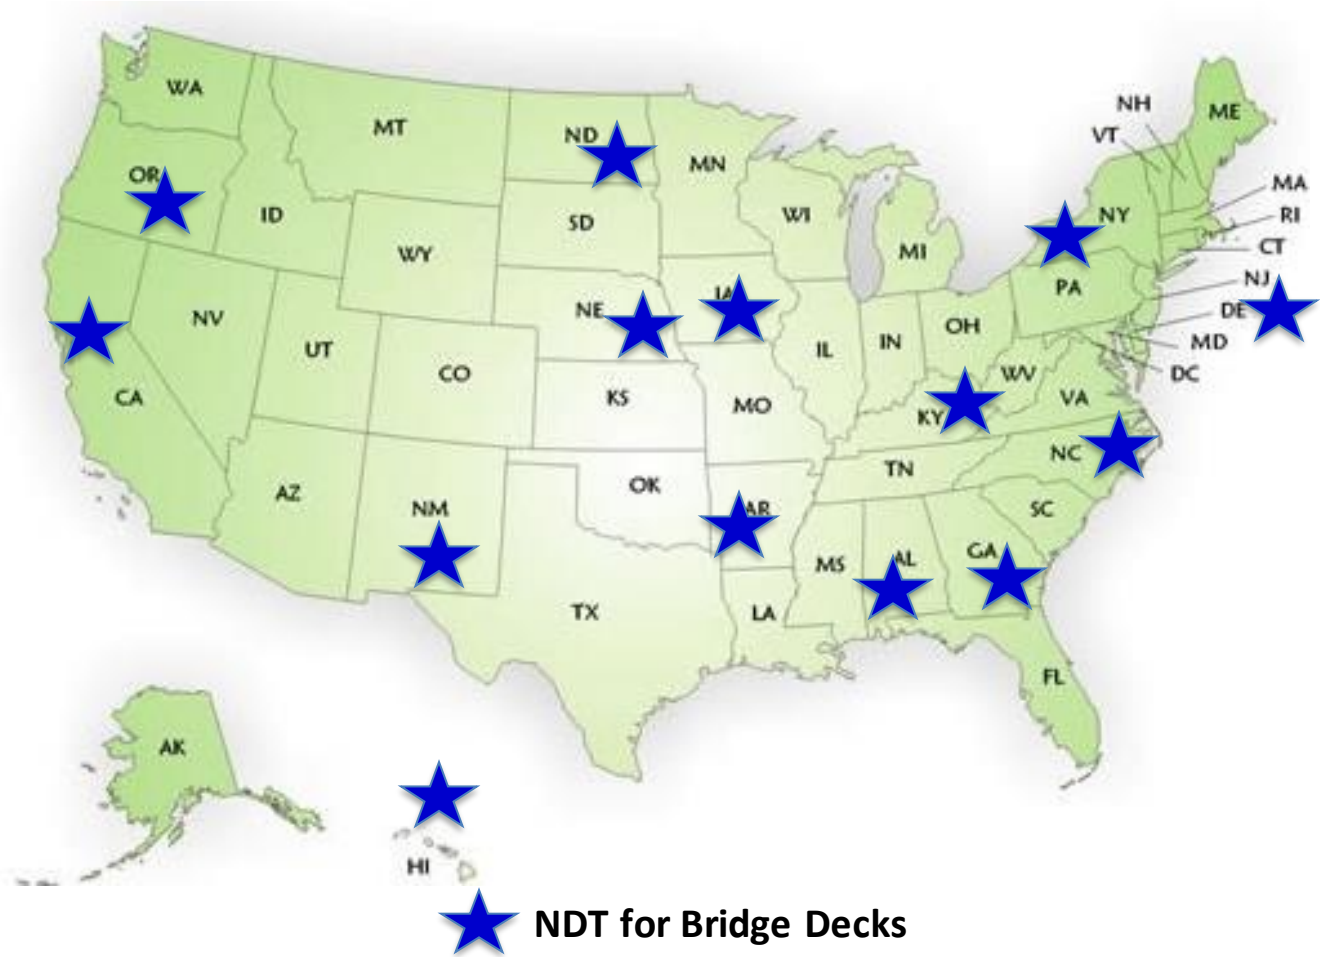 WA
MT
ND
MN
OR
ID
SD
WI
MI
NH
VT
ME
NY
MA
RI
CT
WY
NE
IA
PA
NJ
DE
MD
DC
NV
UT
CO
KS
MO
IL
IN
OH
WV
VA
CA
KY
AZ
NM
OK
AR
TN
NC
SC
MS
AL
GA
TX
LA
FL
AK
HI
NDT for Bridge Decks